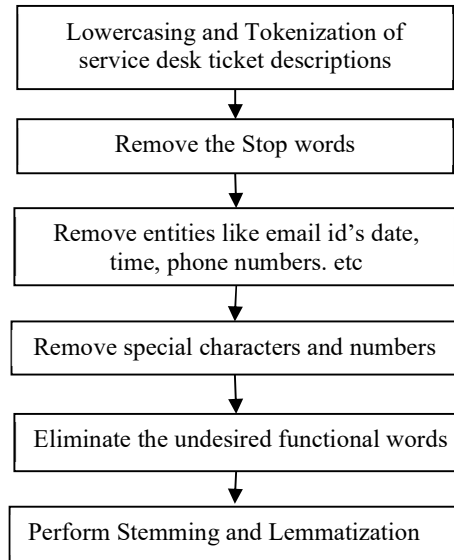 Lowercasing and Tokenization of
service desk ticket descriptions
Remove the Stop words
Remove entities like email id’s date,
time, phone numbers. etc
Remove special characters and numbers
Eliminate the undesired functional words
Perform Stemming and Lemmatization